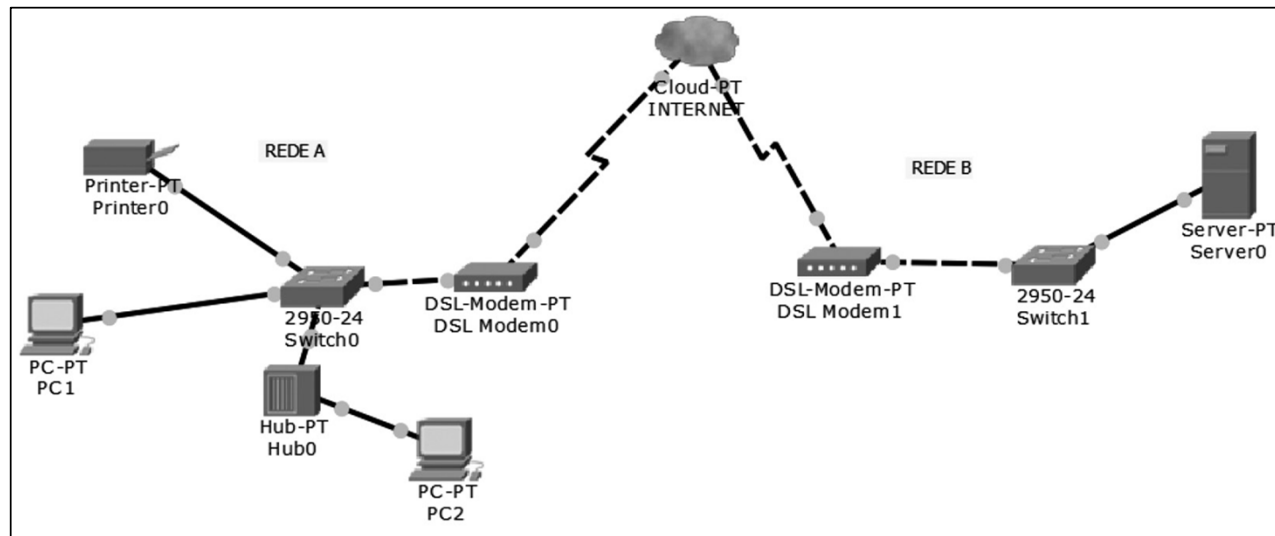 Cloud-PT
INTERNET
REDE A
Printer-PT
Printer0
2950-24
Switch0
DSL-Modem-PT
DSL Modem0
PC-PT
PC1
Hub-PT
Hub0
PC-PT
PC2
REDE B
DSL-Modem-PT
DSL Modem1
2950-24
Switch1
Server-PT
Server0